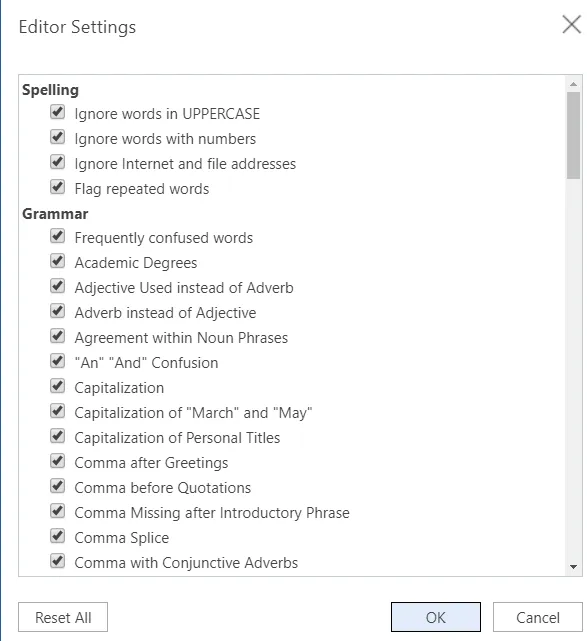 Editor Settings
Spelling
Ignore words in UPPERCASE
Ignore words with numbers
Ignore Internet and file addresses
Flag repeated words
Grammar
Frequently confused words
Academic Degrees
Adjective Used instead of Adverb
Adverb instead of Adjective
Agreement within Noun Phrases
"An" "And" Confusion
Capitalization
Capitalization of "March" and "May"
Capitalization of Personal Titles
Comma after Greetings
Comma before Quotations
Comma Missing after Introductory Phrase
Comma Splice
Comma with Conjunctive Adverbs
Reset All
OK
Cancel